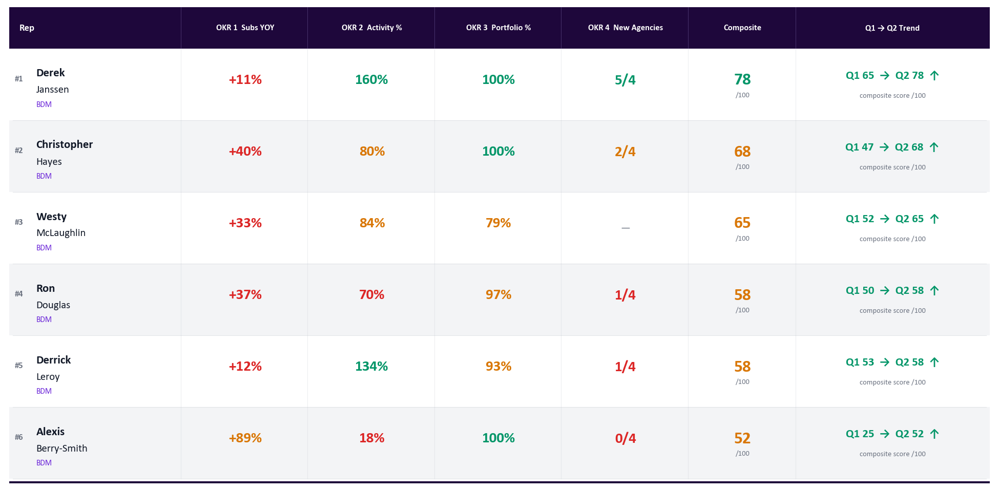 Rep OKR 1 Subs YOY OKR 2 Activity % OKR 3 Portfolio % OKR 4 New Agencies Composite Q1 → Q2 Trend
#1 Derek +11% 160% 100% 5/4 78 Q1 65 → Q2 78 ↑
Janssen /100 composite score /100
BDM
#2 Christopher +40% 80% 100% 2/4 68 Q1 47 → Q2 68 ↑
Hayes /100 composite score /100
BDM
#3 Westy +33% 84% 79% — 65 Q1 52 → Q2 65 ↑
McLaughlin /100 composite score /100
BDM
#4 Ron +37% 70% 97% 1/4 58 Q1 50 → Q2 58 ↑
Douglas /100 composite score /100
BDM
#5 Derrick +12% 134% 93% 1/4 58 Q1 53 → Q2 58 ↑
Leroy /100 composite score /100
BDM
#6 Alexis +89% 18% 100% 0/4 52 Q1 25 → Q2 52 ↑
Berry-Smith /100 composite score /100
BDM